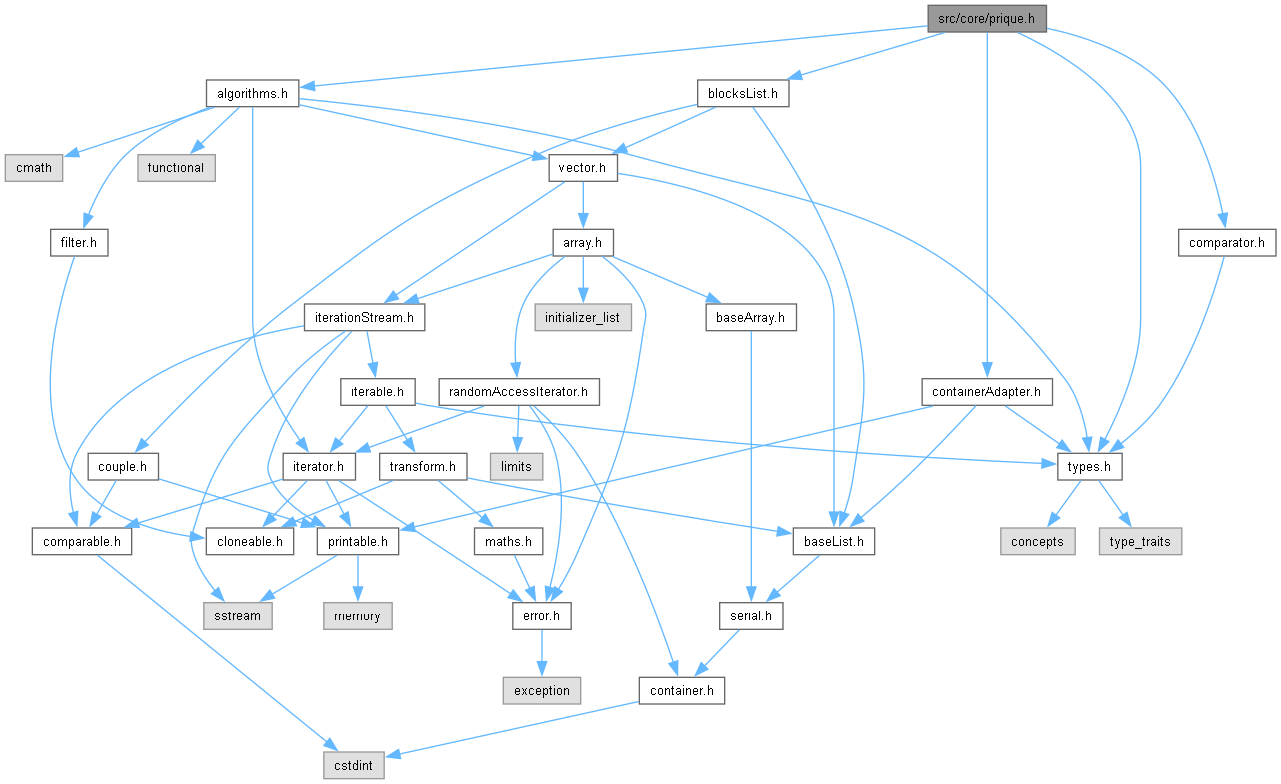 src/core/prique.h
algorithms.h
blocksList.h
cmath
functional
vector.h
filter.h
array.h
comparator.h
iterationStream.h
initializer_list
baseArray.h
iterable.h
randomAccessIterator.h
containerAdapter.h
couple.h
iterator.h
transform.h
limits
types.h
comparable.h
cloneable.h
printable.h
maths.h
baseList.h
concepts
type_traits
sstream
memory
error.h
serial.h
exception
container.h
cstdint